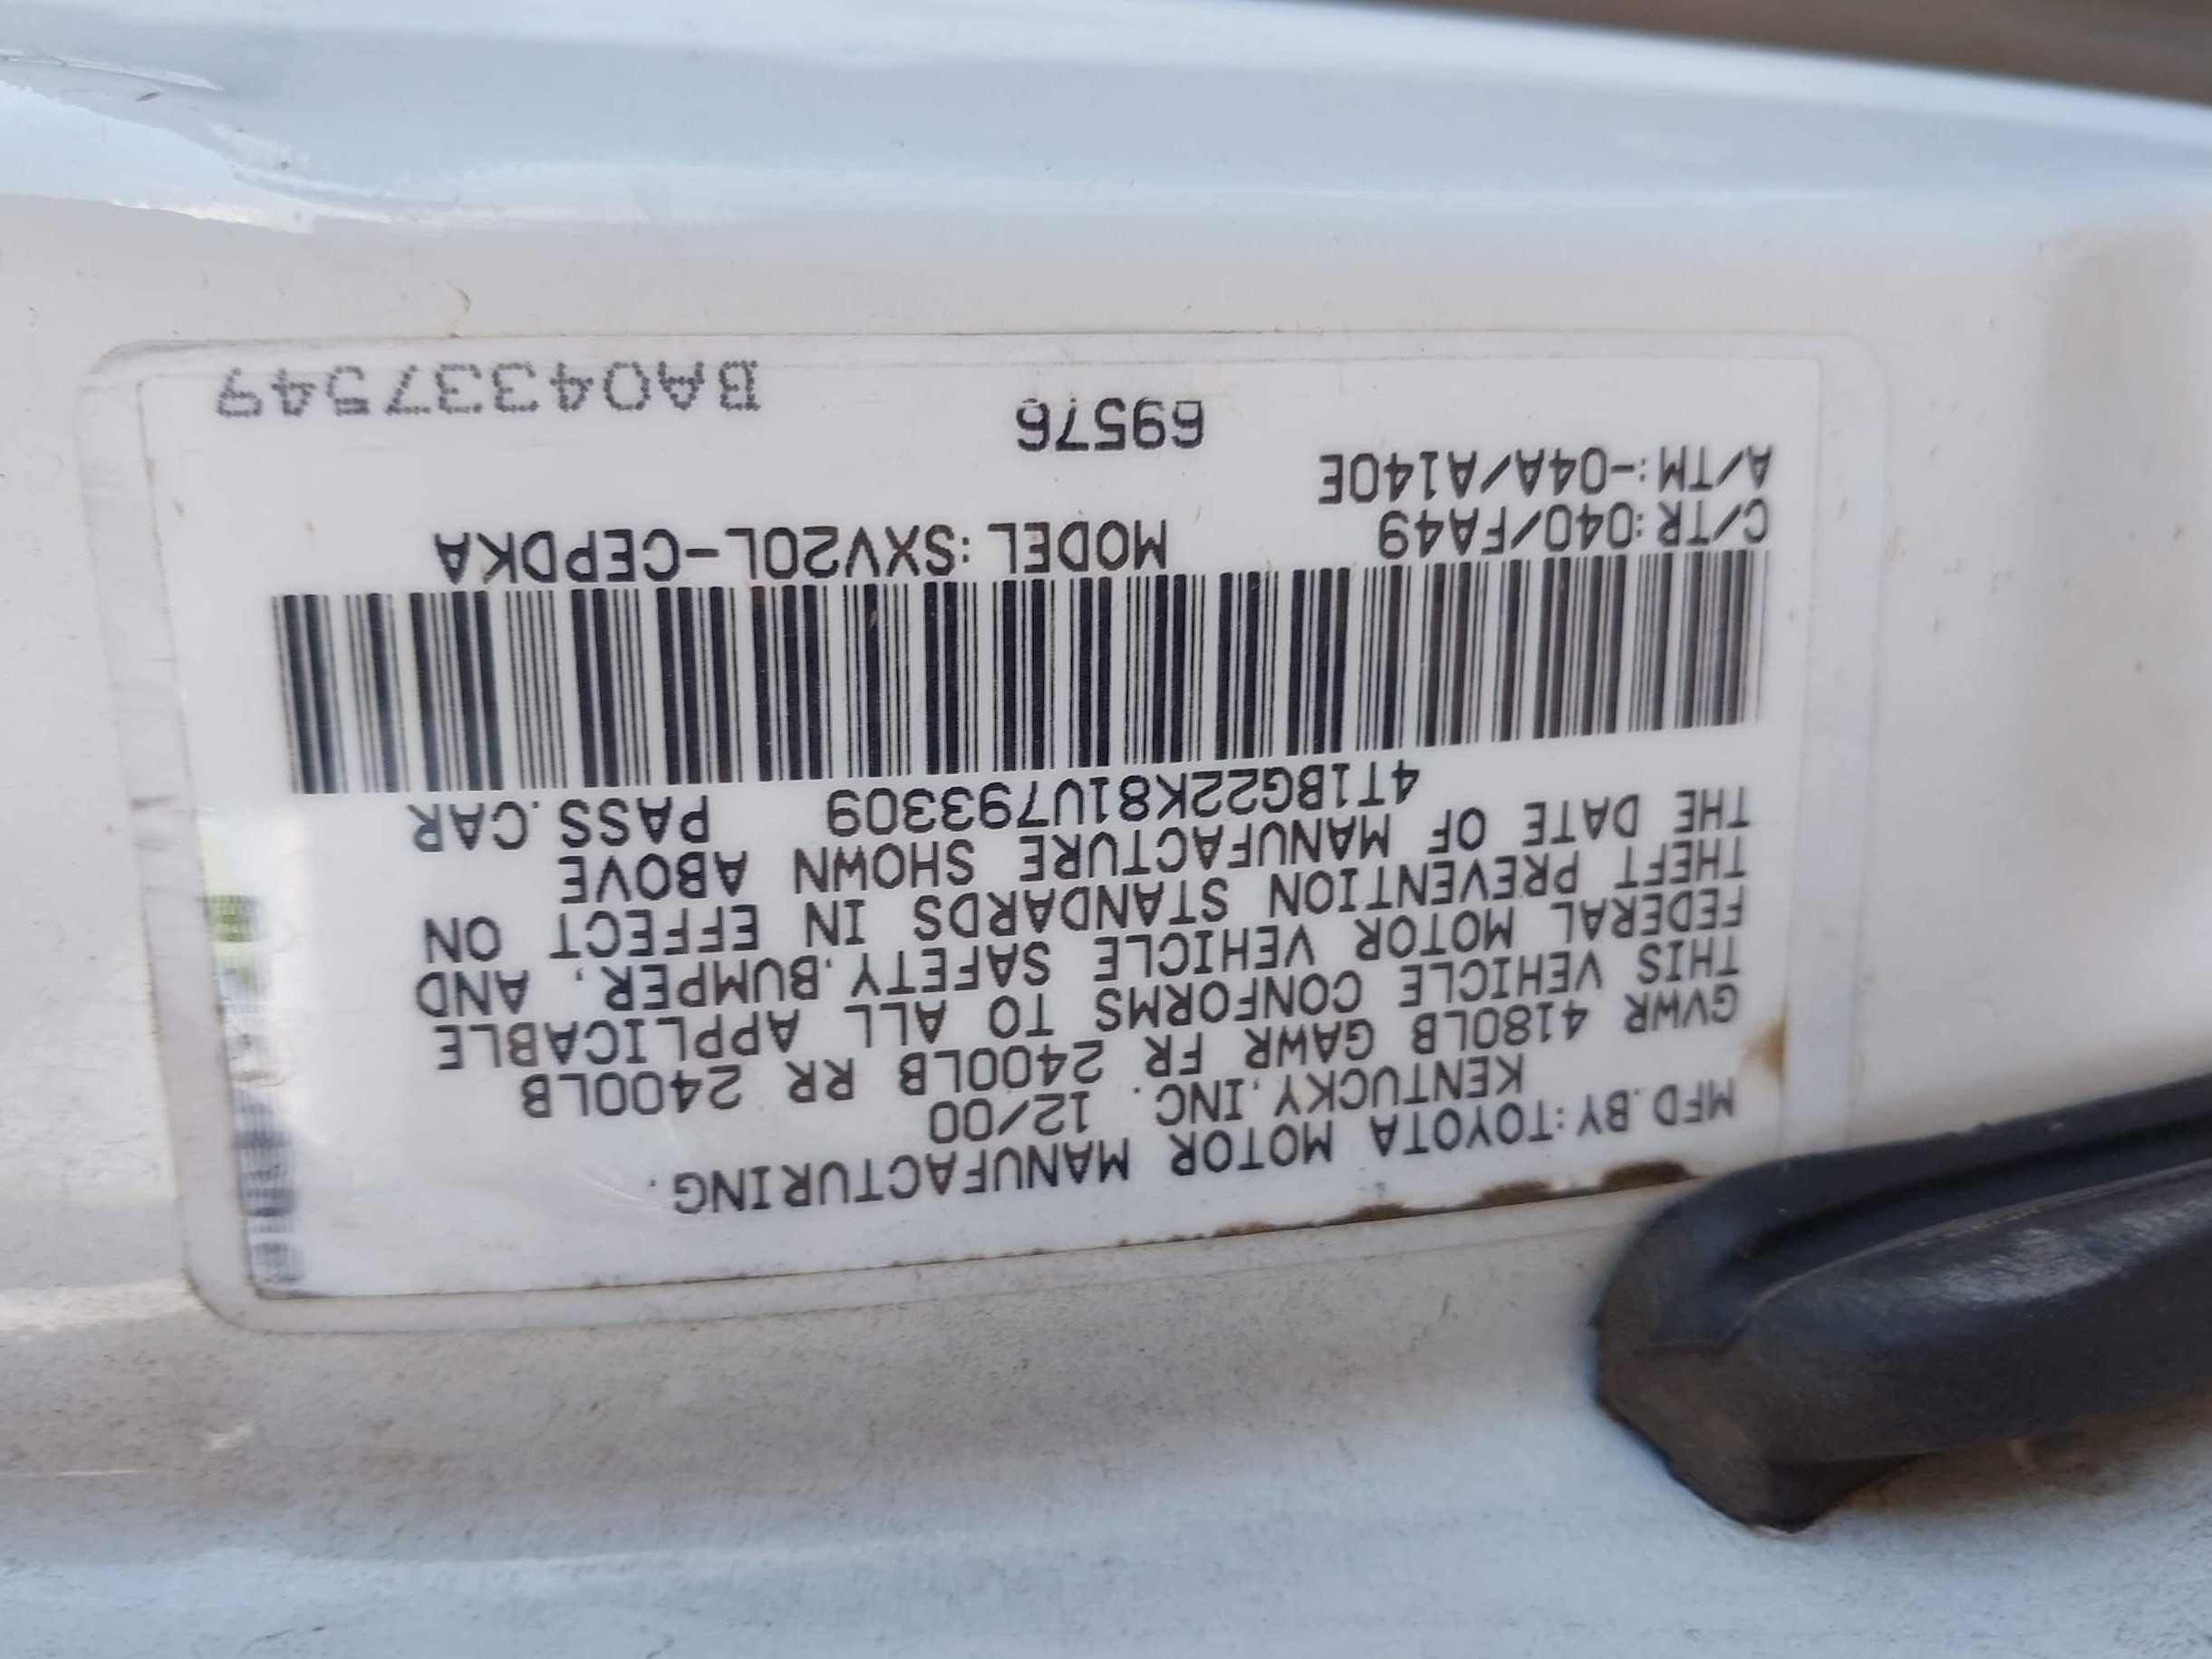 MFD.BY:TOYOTA MOTOR MANUFACTURING.
KENTUCKY,INC. 12/00
GVWR 4180LB GAWR FR 2400LB RR 2400LB
THIS VEHICLE CONFORMS TO ALL APPLICABLE
FEDERAL MOTOR VEHICLE SAFETY.BUMPER, AND
THEFT PREVENTION STANDARDS IN EFFECT ON
THE DATE OF MANUFACTURE SHOWN ABOVE
4T1BG22K81U793309 PASS.CAR
C/TR:040/FA49 MODEL:SXV20L-CEPDKA
A/TM:-04A/A140E
69576
BA04337549